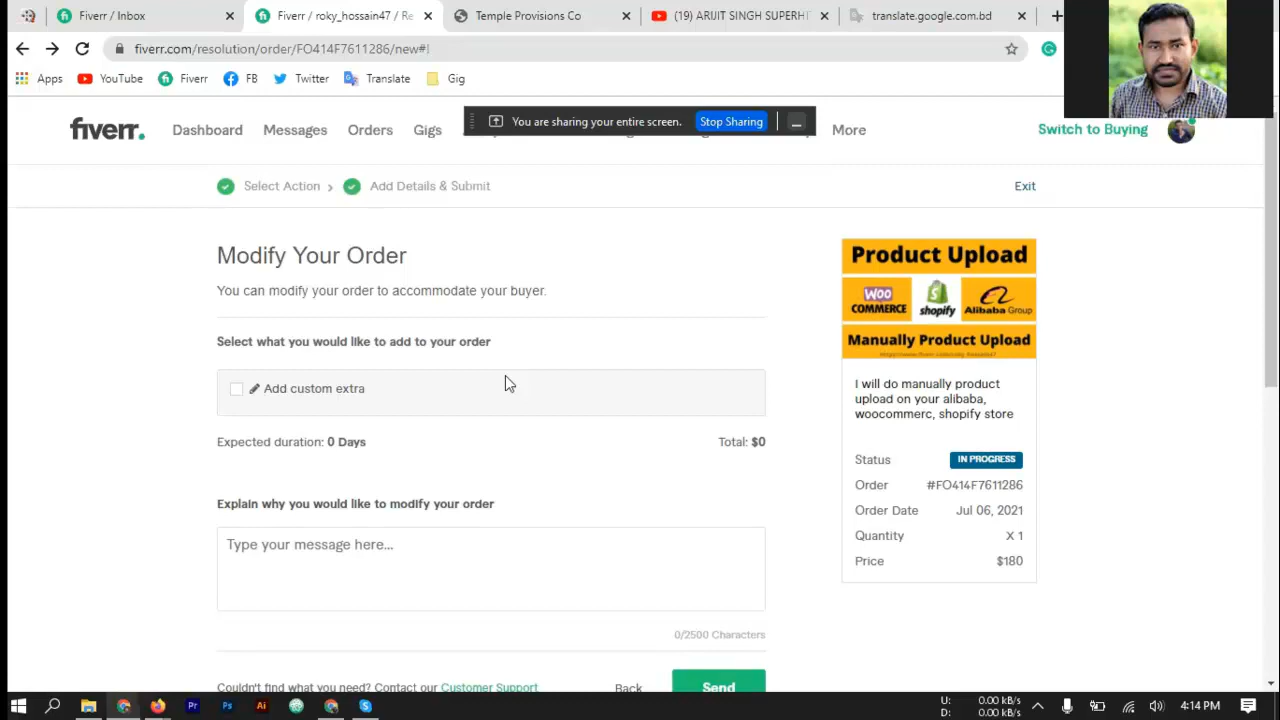 Fiverr / Inbox
Fiverr / roky_hossain47 / Re
Temple Provisions Co
(19) ARIJIT SINGH SUPERHI
translate.google.com.bd
fiverr.com/resolution/order/FO414F7611286/new#!
Apps
YouTube
Fiverr
FB
Twitter
Translate
Gig
fiverr.
Dashboard
Messages
Orders
Gigs
You are sharing your entire screen.
Stop Sharing
More
Switch to Buying
Select Action
Add Details & Submit
Exit
Modify Your Order
You can modify your order to accommodate your buyer.
Select what you would like to add to your order
Add custom extra
Expected duration: 0 Days
Total: $0
Explain why you would like to modify your order
Type your message here...
0/2500 Characters
Couldn't find what you need? Contact our Customer Support
Back
Send
Product Upload
WOO
COMMERCE
shopify
Alibaba Group
Manually Product Upload
I will do manually product
upload on your alibaba,
woocommerc, shopify store
Status
IN PROGRESS
Order
#FO414F7611286
Order Date
Jul 06, 2021
Quantity
X 1
Price
$180
Pr
Ps
Ai
U:
0.00 kB/s
D:
0.00 kB/s
4:14 PM